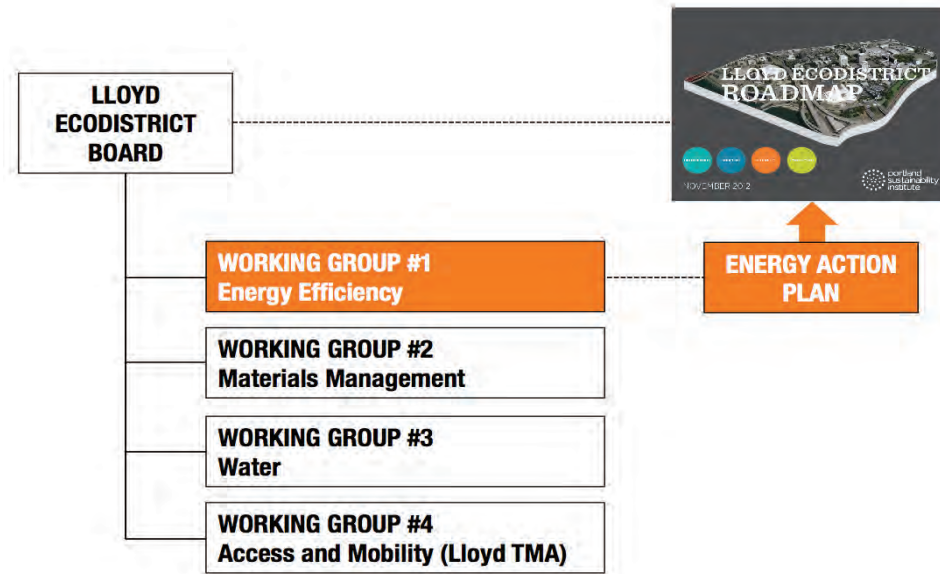 LLOYD
ECODISTRICT
BOARD
LLOYD ECODISTRICT
ROADMAP
NOVEMBER 2012
portland
sustainability
institute
WORKING GROUP #1
Energy Efficiency
ENERGY ACTION
PLAN
WORKING GROUP #2
Materials Management
WORKING GROUP #3
Water
WORKING GROUP #4
Access and Mobility (Lloyd TMA)